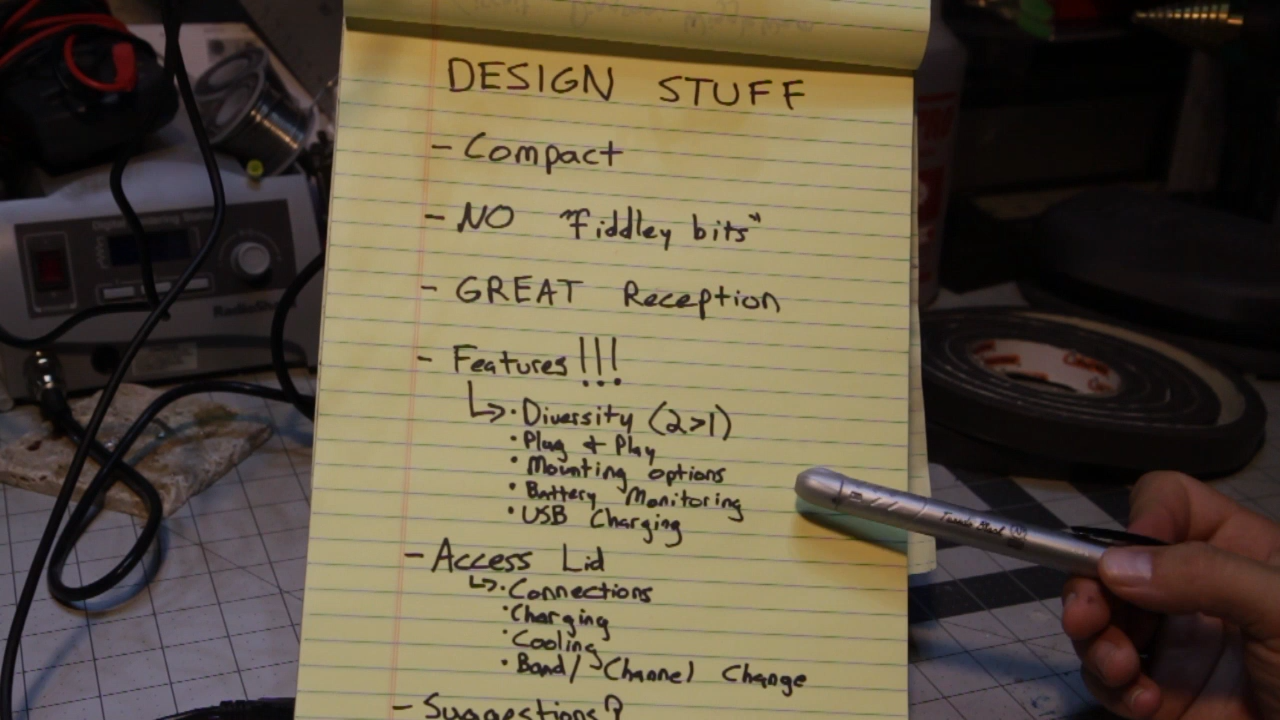 DESIGN STUFF
- Compact
- NO "Fiddley bits"
- GREAT Reception
- Features!!!
↳· Diversity (2>1)
· Plug & Play
· Mounting options
· Battery Monitoring
· USB Charging
- Access Lid
↳· Connections
· Charging
· Cooling
· Band/ Channel Change
- Suggestions?
RadioSha